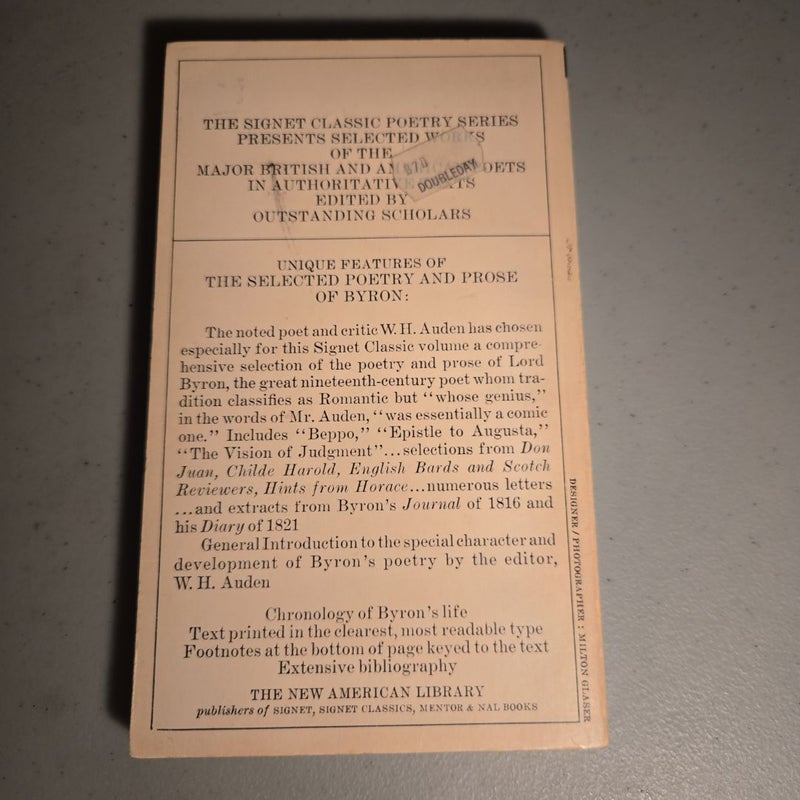 THE SIGNET CLASSIC POETRY SERIES
PRESENTS SELECTED WORKS
OF THE
MAJOR BRITISH AND
IN
EDITED BY
OUTSTANDING SCHOLARS
DOUBLEDAY
UNIQUE FEATURES OF
THE SELECTED POETRY AND PROSE
OF BYRON:
The noted poet and critic W. H. Auden has chosen
especially for this Signet Classic volume a compre-
hensive selection of the poetry and prose of Lord
Byron, the great nineteenth-century poet whom tra-
dition classifies as Romantic but “whose genius,”
in the words of Mr. Auden, “was essentially a comic
one.” Includes “Beppo,” “Epistle to Augusta,”
“The Vision of Judgment”...selections from Don
Juan, Childe Harold, English Bards and Scotch
Reviewers, Hints from Horace...numerous letters
...and extracts from Byron’s Journal of 1816 and
his Diary of 1821
General Introduction to the special character and
development of Byron’s poetry by the editor,
W. H. Auden
Chronology of Byron’s life
Text printed in the clearest, most readable type
Footnotes at the bottom of page keyed to the text
Extensive bibliography
THE NEW AMERICAN LIBRARY
publishers of SIGNET, SIGNET CLASSICS, MENTOR & NAL BOOKS
DESIGNER / PHOTOGRAPHER : MILTON GLASER